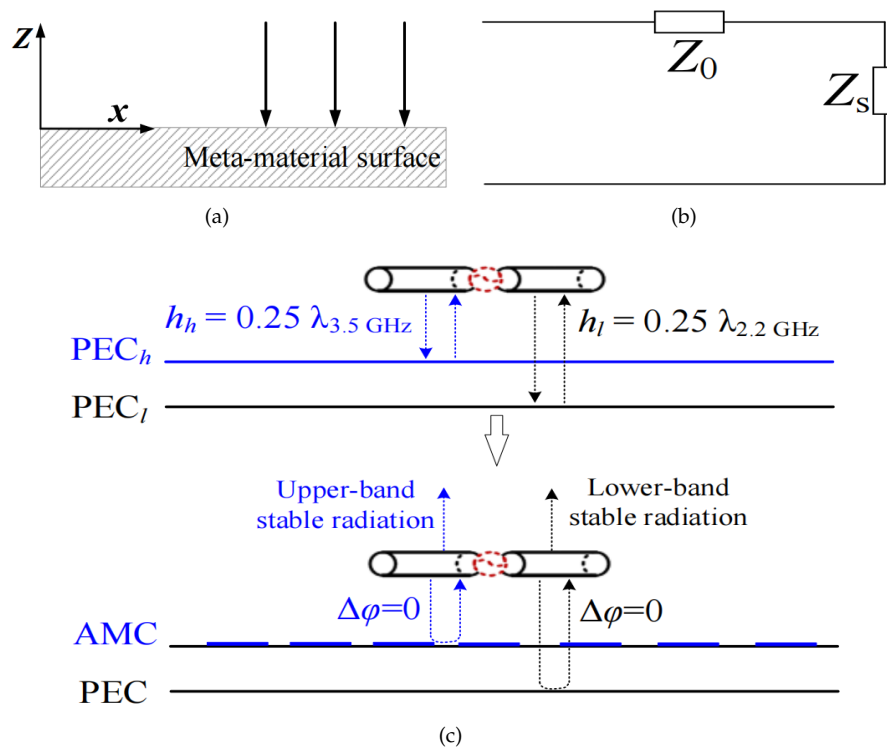 z
x
Meta-material surface
(a)
Z₀
Zₛ
(b)
hₕ = 0.25 λ₃.₅ GHz
hₗ = 0.25 λ₂.₂ GHz
PECₕ
PECₗ
Upper-band
stable radiation
Lower-band
stable radiation
Δφ=0
Δφ=0
AMC
PEC
(c)